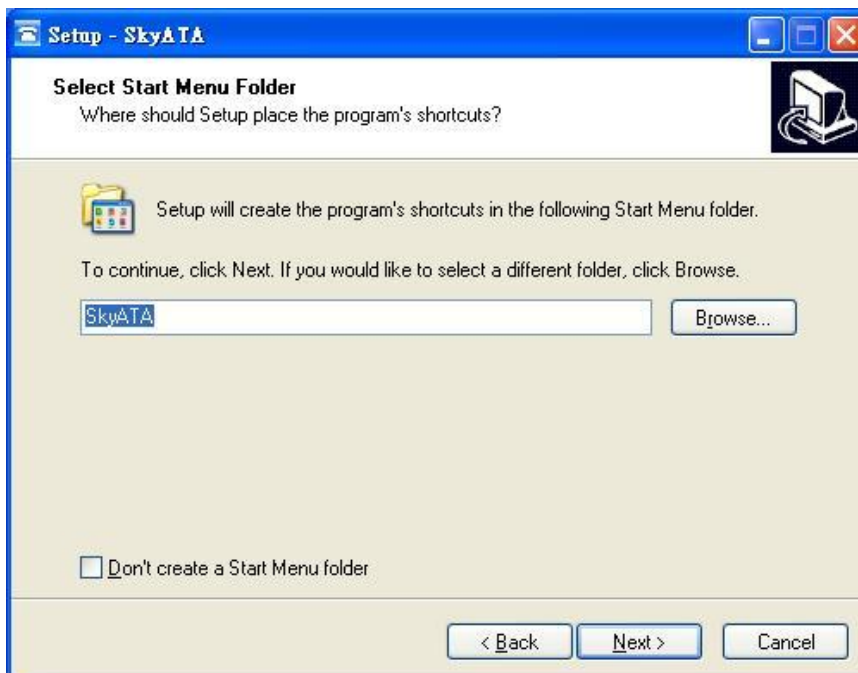 Setup - SkyATA
Select Start Menu Folder
Where should Setup place the program's shortcuts?
Setup will create the program's shortcuts in the following Start Menu folder.
To continue, click Next. If you would like to select a different folder, click Browse.
SkyATA
Browse...
Don't create a Start Menu folder
< Back
Next >
Cancel